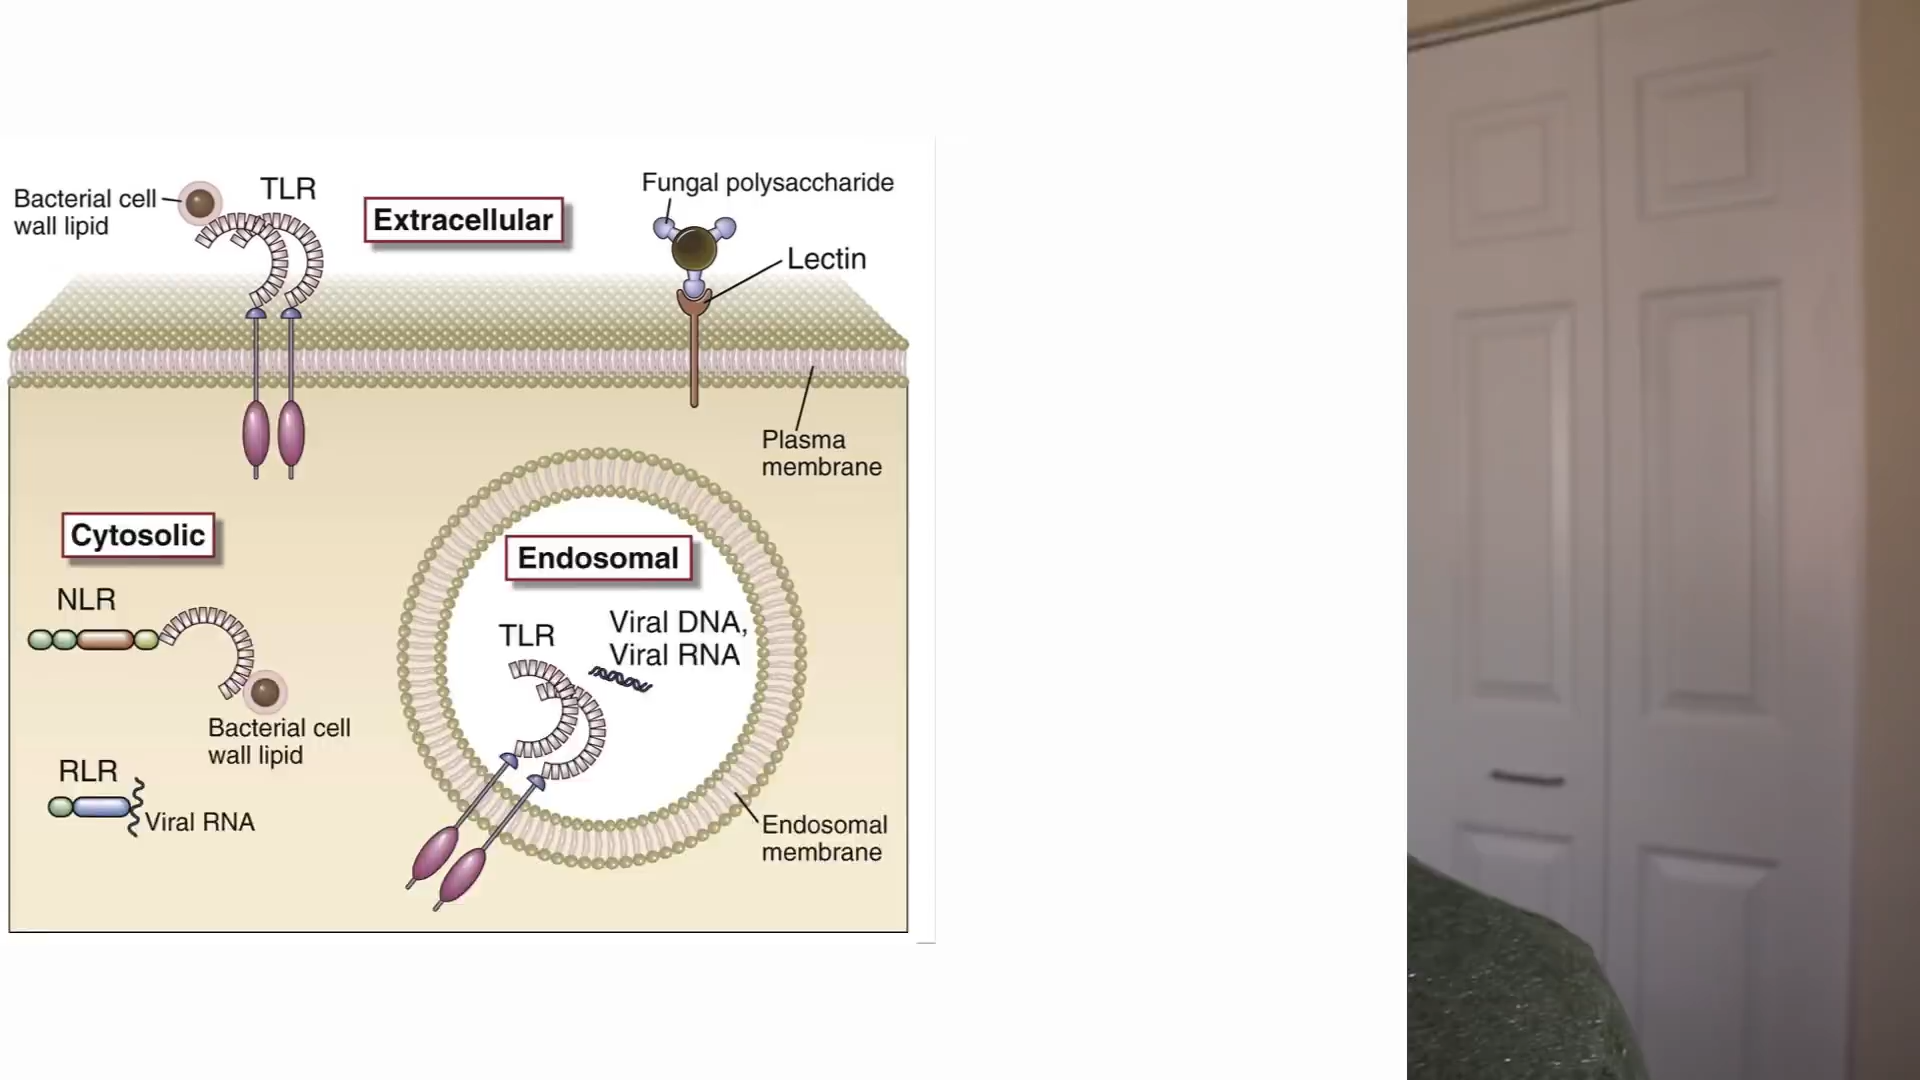 Bacterial cell
wall lipid
TLR
Extracellular
Fungal polysaccharide
Lectin
Plasma
membrane
Cytosolic
NLR
Bacterial cell
wall lipid
RLR
Viral RNA
Endosomal
TLR
Viral DNA,
Viral RNA
Endosomal
membrane